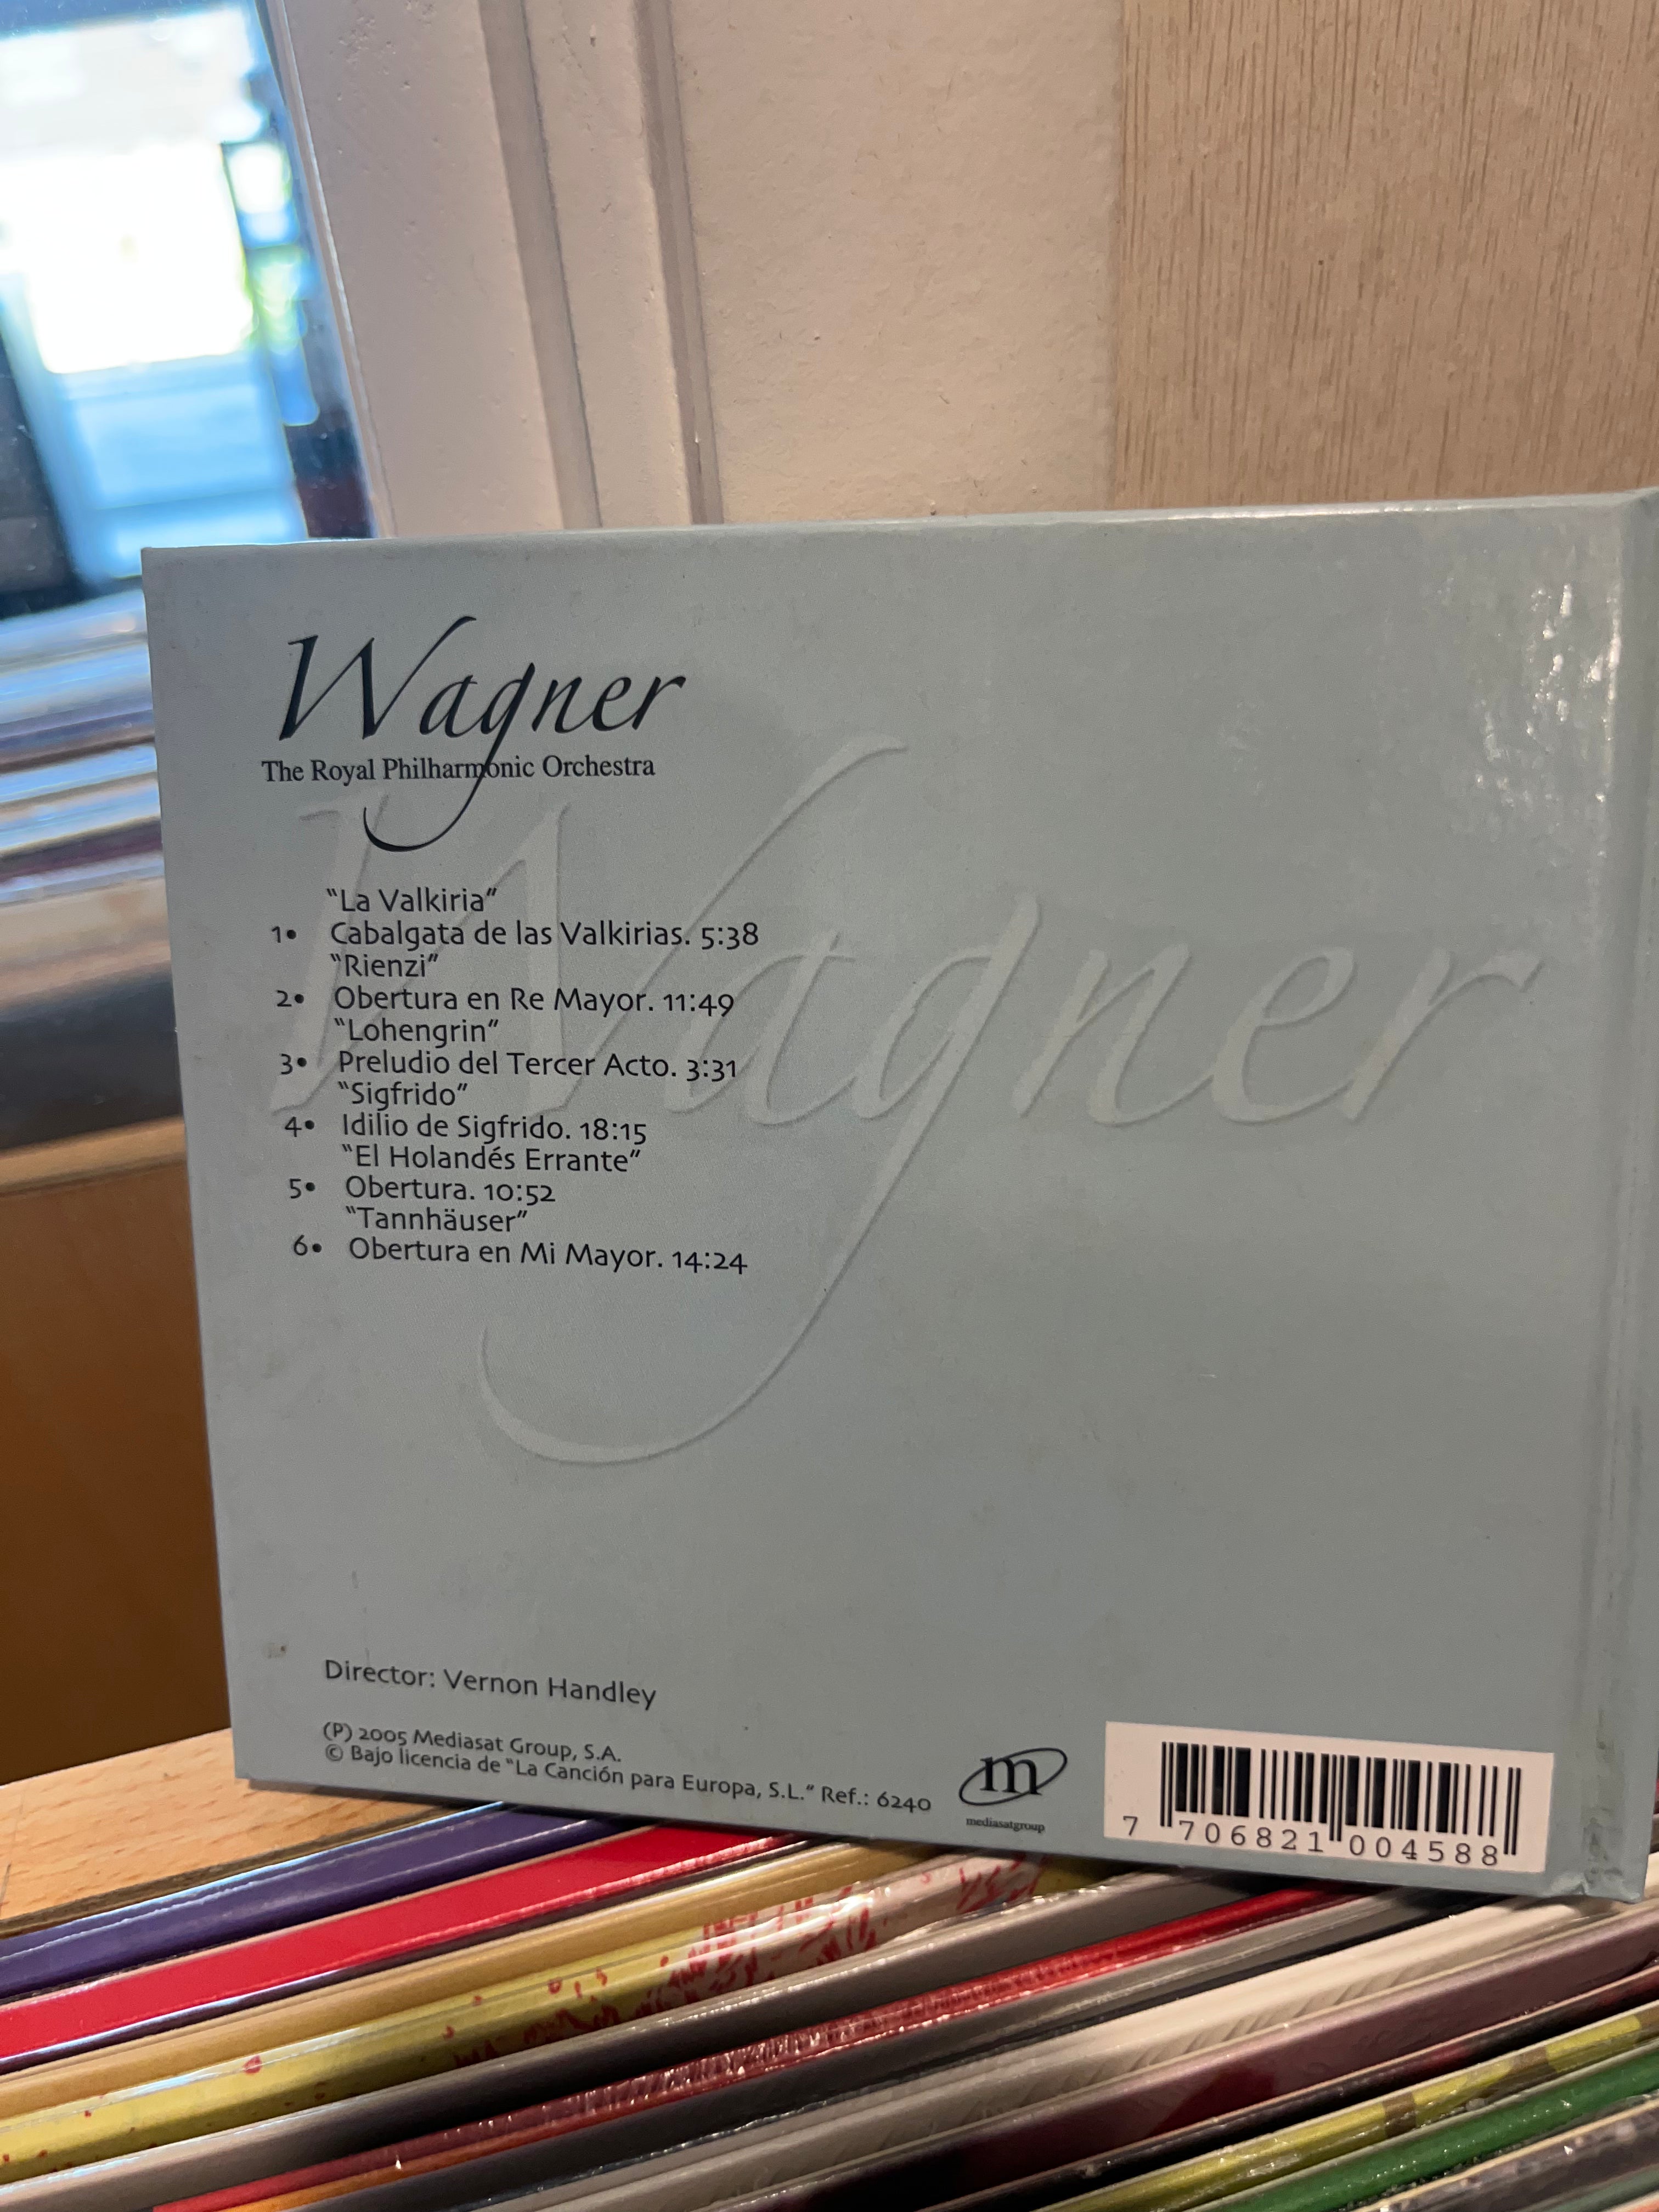 Wagner
The Royal Philharmonic Orchestra
Wagner
"La Valkiria"
1• Cabalgata de las Valkirias. 5:38
"Rienzi"
2• Obertura en Re Mayor. 11:49
"Lohengrin"
3• Preludio del Tercer Acto. 3:31
"Sigfrido"
4• Idilio de Sigfrido. 18:15
"El Holandés Errante"
5• Obertura. 10:52
"Tannhäuser"
6• Obertura en Mi Mayor. 14:24
Director: Vernon Handley
(P) 2005 Mediasat Group, S.A.
© Bajo licencia de "La Canción para Europa, S.L." Ref.: 6240
m
mediasatgroup
7 706821 004588